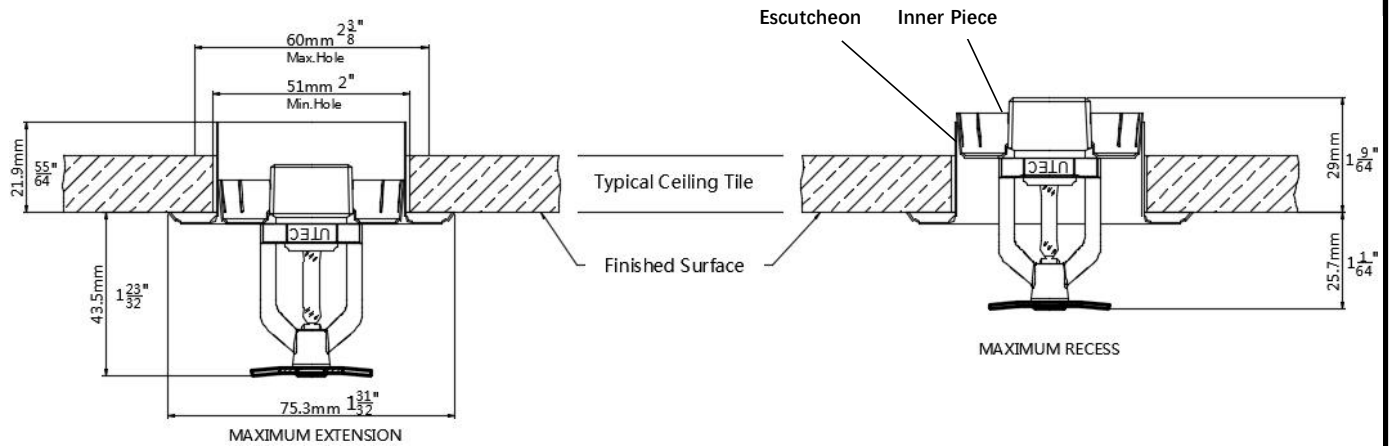 Escutcheon Inner Piece
60mm 2 3/8"
Max.Hole
51mm 2"
Min.Hole
21.9mm 55/64"
29mm 1 9/64"
Typical Ceiling Tile
UTEC
UTEC
Finished Surface
43.5mm 1 23/32"
25.7mm 1 1/64"
MAXIMUM RECESS
75.3mm 1 31/32"
MAXIMUM EXTENSION